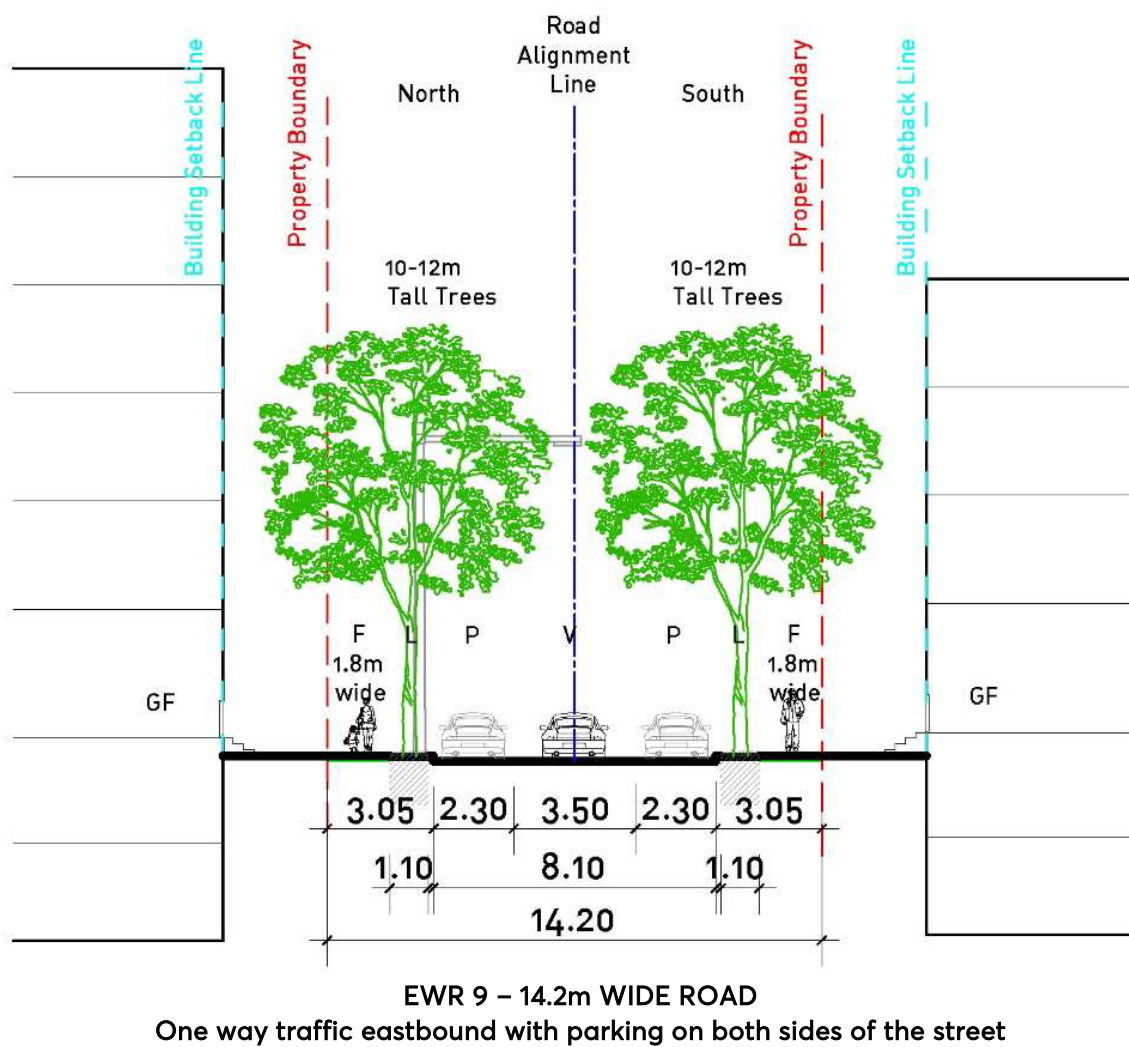 Road
Alignment
Line
North
South
Building Setback Line
Property Boundary
Property Boundary
Building Setback Line
10-12m
Tall Trees
10-12m
Tall Trees
F
L
P
V
P
L
F
1.8m
wide
1.8m
wide
GF
GF
3.05
2.30
3.50
2.30
3.05
1.10
8.10
1.10
14.20
EWR 9 – 14.2m WIDE ROAD
One way traffic eastbound with parking on both sides of the street